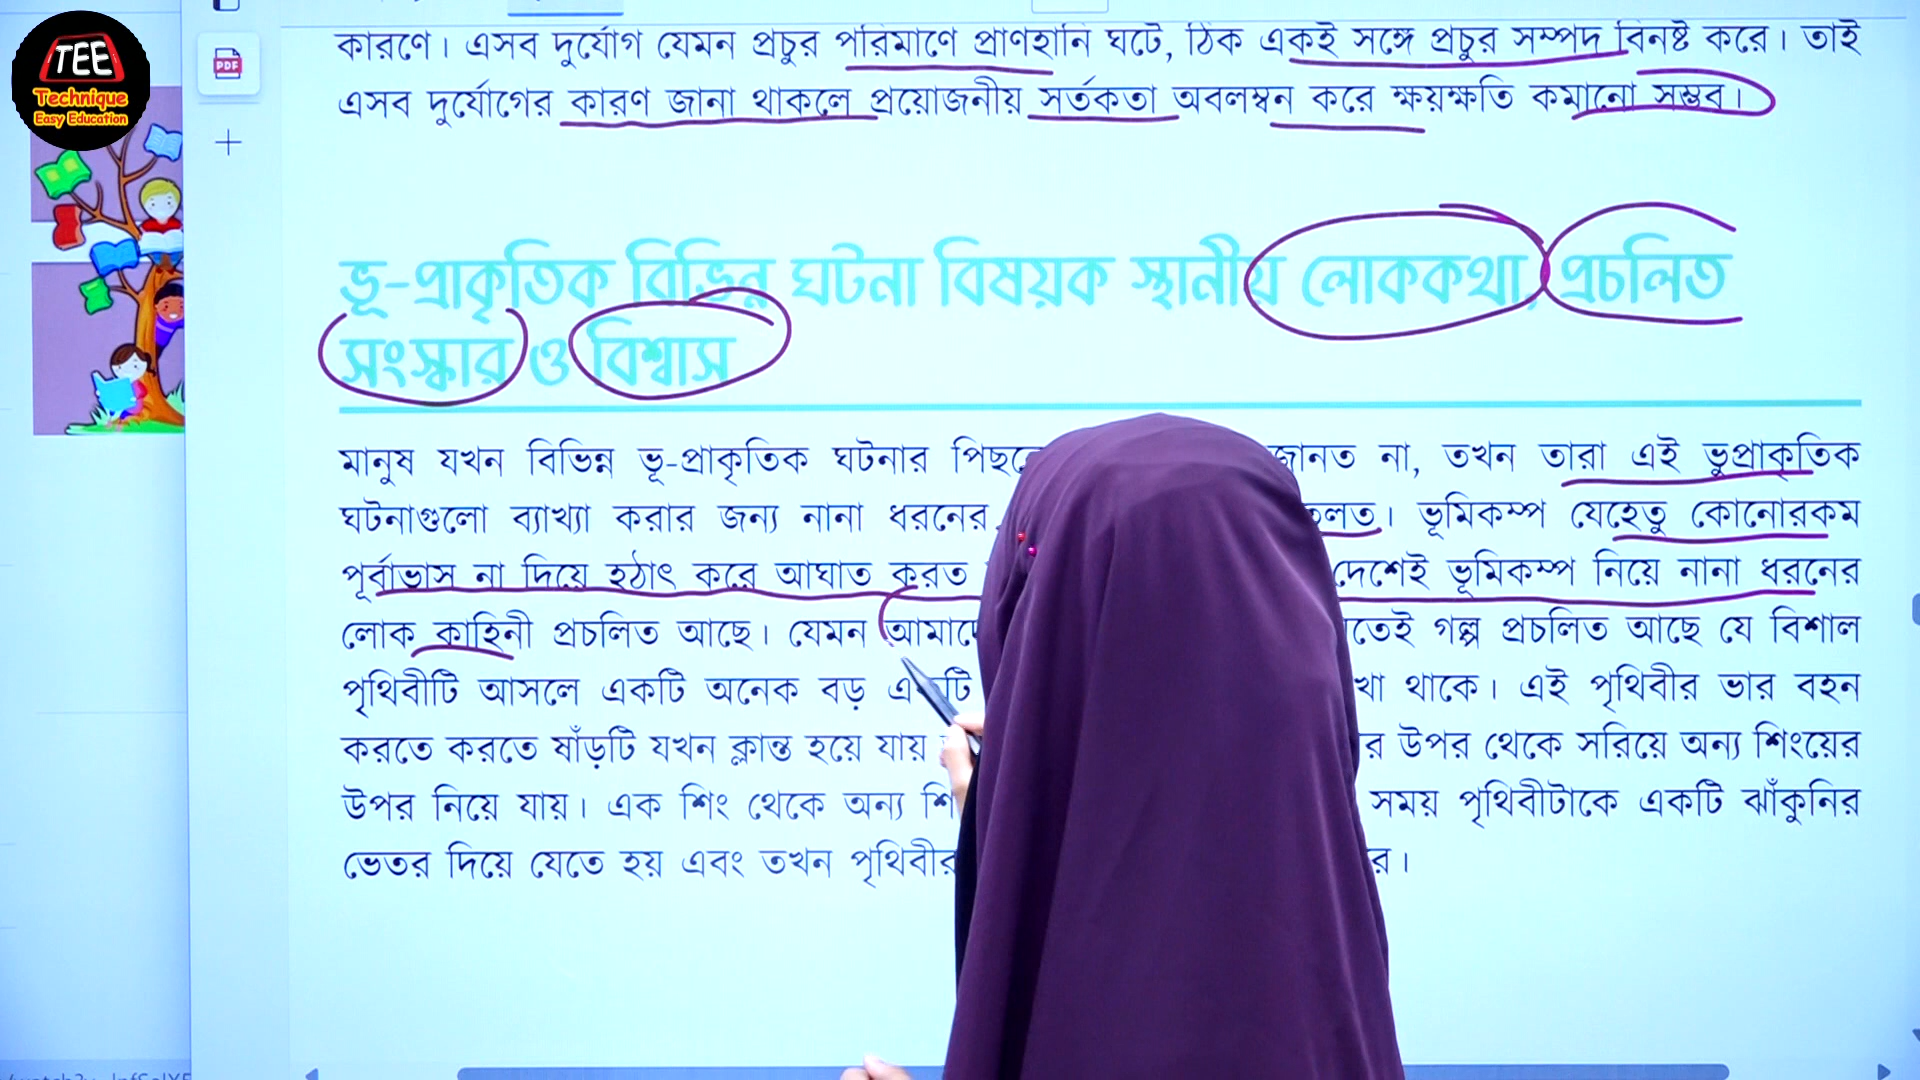 TEE
Technique
Easy Education
PDF
কারণে। এসব দুর্যোগ যেমন প্রচুর পরিমাণে প্রাণহানি ঘটে, ঠিক একই সঙ্গে প্রচুর সম্পদ বিনষ্ট করে। তাই
এসব দুর্যোগের কারণ জানা থাকলে প্রয়োজনীয় সর্তকতা অবলম্বন করে ক্ষয়ক্ষতি কমানো সম্ভব।
ভূ-প্রাকৃতিক বিভিন্ন ঘটনা বিষয়ক স্থানীয় লোককথা, প্রচলিত
সংস্কার ও বিশ্বাস
মানুষ যখন বিভিন্ন ভূ-প্রাকৃতিক ঘটনার জানত না, তখন তারা এই ভুপ্রাকৃতিক
ঘটনাগুলো ব্যাখ্যা করার জন্য নানা ধরনের ভূমিকম্প যেহেতু কোনোরকম
পূর্বাভাস না দিয়ে হঠাৎ করে আঘাত করত দেশেই ভূমিকম্প নিয়ে নানা ধরনের
লোক কাহিনী প্রচলিত আছে। যেমন গল্প প্রচলিত আছে যে বিশাল
পৃথিবীটি আসলে একটি অনেক বড় একটি থাকে। এই পৃথিবীর ভার বহন
করতে করতে ষাঁড়টি যখন ক্লান্ত হয়ে যায় উপর থেকে সরিয়ে অন্য শিংয়ের
উপর নিয়ে যায়। এক শিং থেকে অন্য সময় পৃথিবীটাকে একটি ঝাঁকুনির
ভেতর দিয়ে যেতে হয় এবং তখন